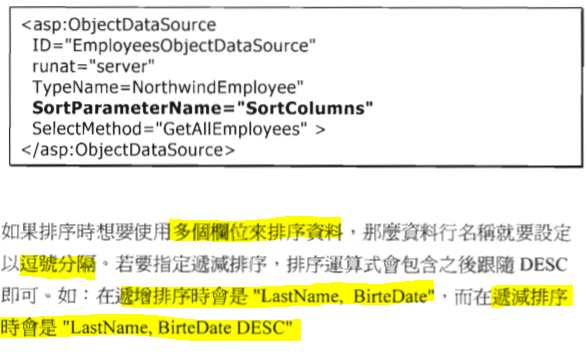 <asp:ObjectDataSource
ID="EmployeesObjectDataSource"
runat="server"
TypeName=NorthwindEmployee"
SortParameterName="SortColumns"
SelectMethod="GetAllEmployees" >
</asp:ObjectDataSource>
如果排序時想要使用多個欄位來排序資料，那麼資料行名稱就要設定
以逗號分隔。若要指定遞減排序，排序運算式會包含之後跟隨 DESC
即可。如：在遞增排序時會是 "LastName, BirteDate"，而在遞減排序
時會是 "LastName, BirteDate DESC"